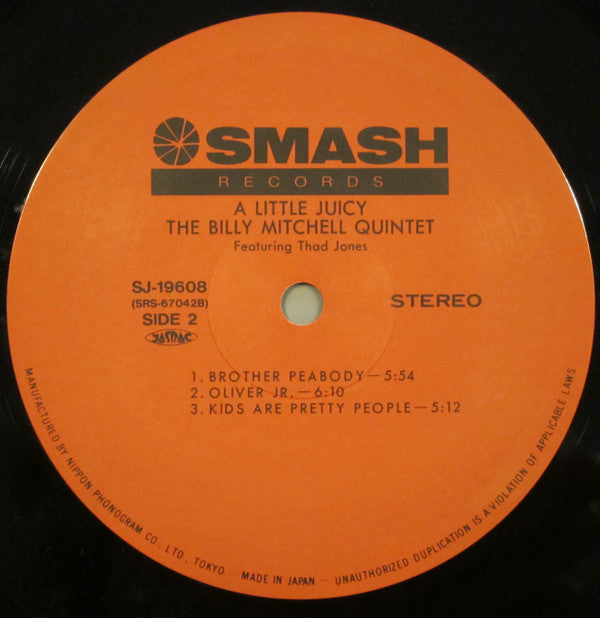 SMASH
RECORDS
A LITTLE JUICY
THE BILLY MITCHELL QUINTET
Featuring Thad Jones
SJ-19608
(SRS-67042B)
SIDE 2
JASRAC
STEREO
1. BROTHER PEABODY—5:54
2. OLIVER JR.—6:10
3. KIDS ARE PRETTY PEOPLE—5:12
MANUFACTURED BY NIPPON PHONOGRAM CO., LTD., TOKYO — MADE IN JAPAN — UNAUTHORIZED DUPLICATION IS A VIOLATION OF APPLICABLE LAWS